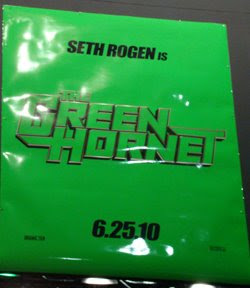 SETH ROGEN IS
THE
GREEN
HORNET
6.25.10